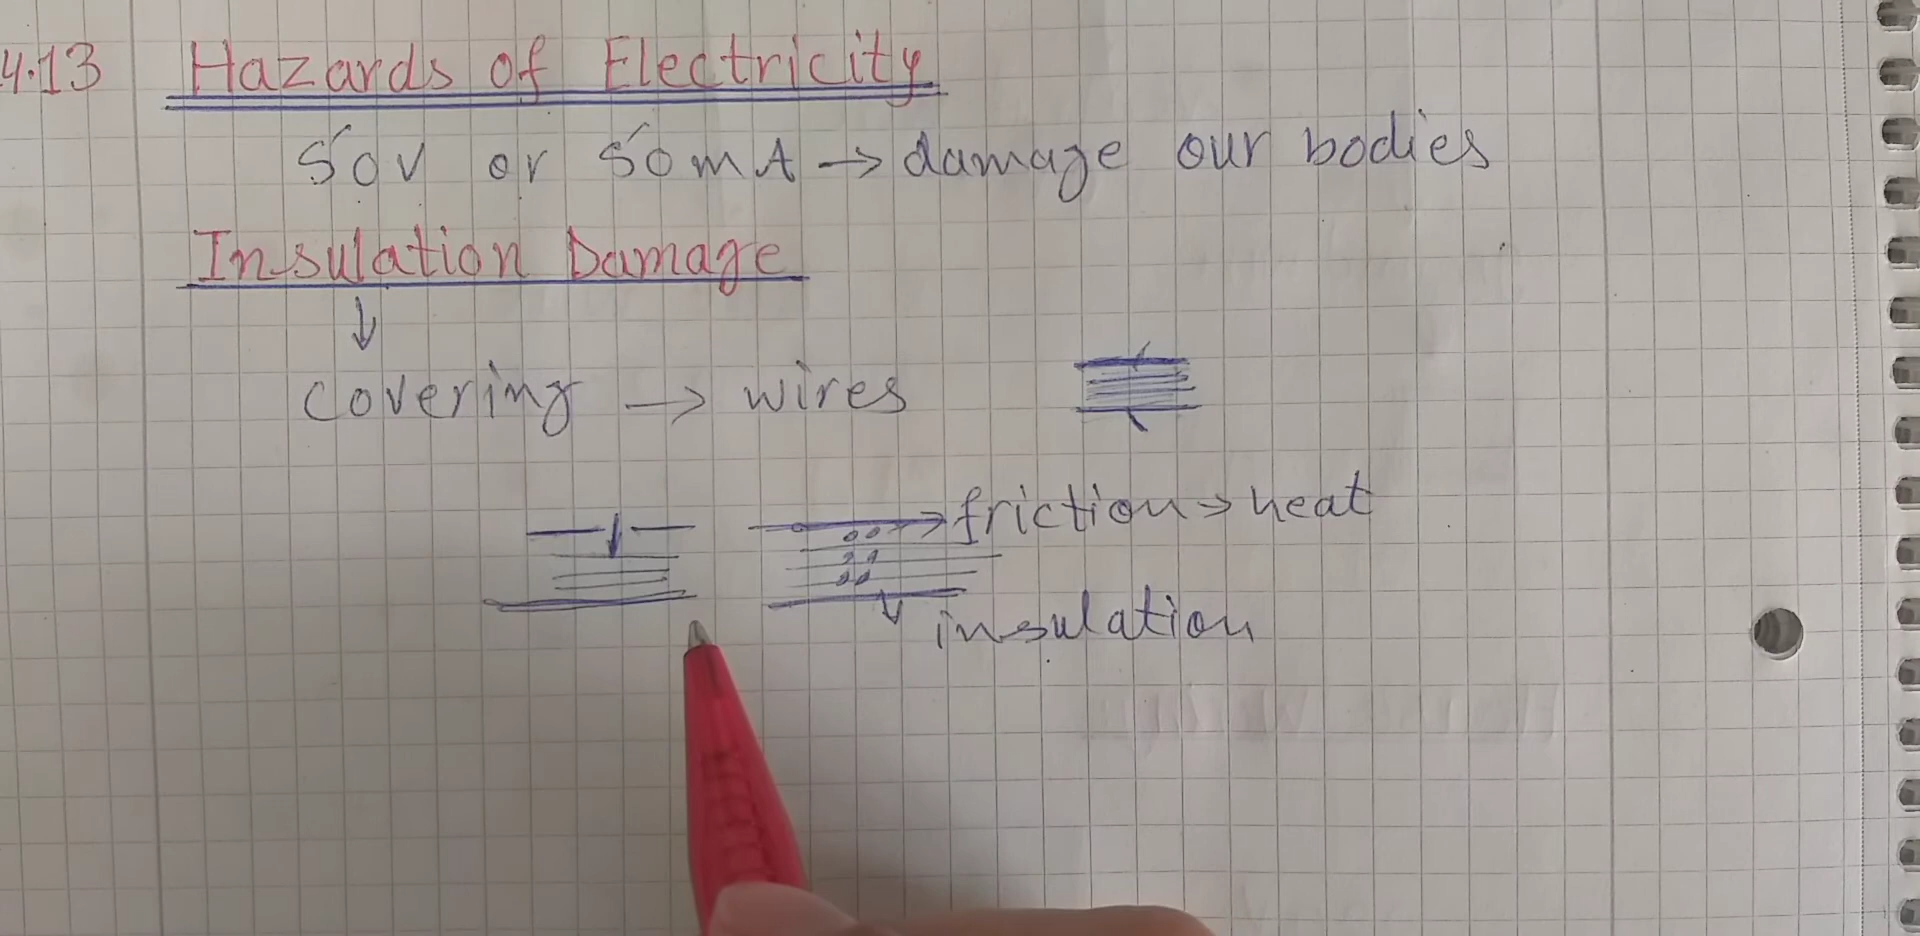 4.13 Hazards of Electricity
50V or 50mA → damage our bodies
Insulation Damage
↓
covering → wires
→ friction → heat
insulation